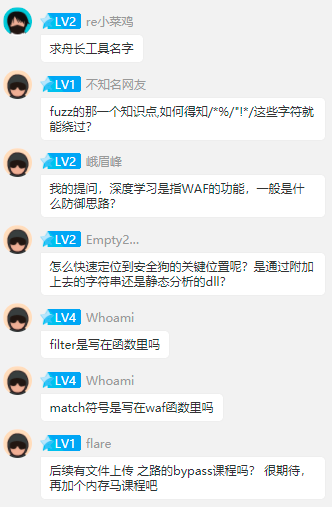 LV2 re小菜鸡
求舟长工具名字
LV1 不知名网友
fuzz的那一个知识点,如何得知/*%/"!*/这些字符就
能绕过?
LV2 峨眉峰
我的提问，深度学习是指WAF的功能，一般是什
么防御思路?
LV2 Empty2...
怎么快速定位到安全狗的关键位置呢? 是通过附加
上去的字符串还是静态分析的dll?
LV4 Whoami
filter是写在函数里吗
LV4 Whoami
match符号是写在waf函数里吗
LV1 flare
后续有文件上传 之路的bypass课程吗? 很期待，
再加个内存马课程吧